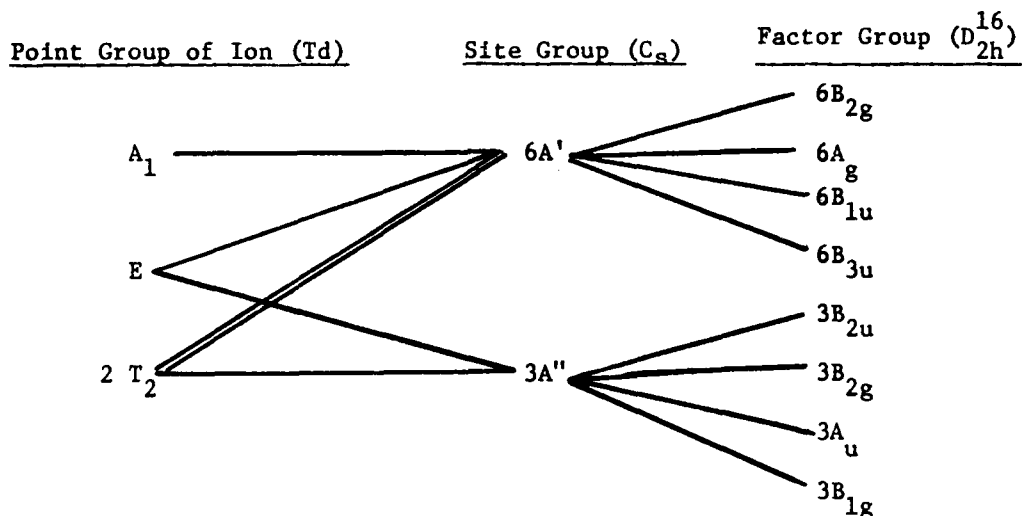 Point Group of Ion (Td) Site Group (Cs) Factor Group (D2h16)
6B2g
A1 6A' 6Ag
6B1u
E 6B3u
3B2u
2 T2 3A" 3B2g
3Au
3B1g